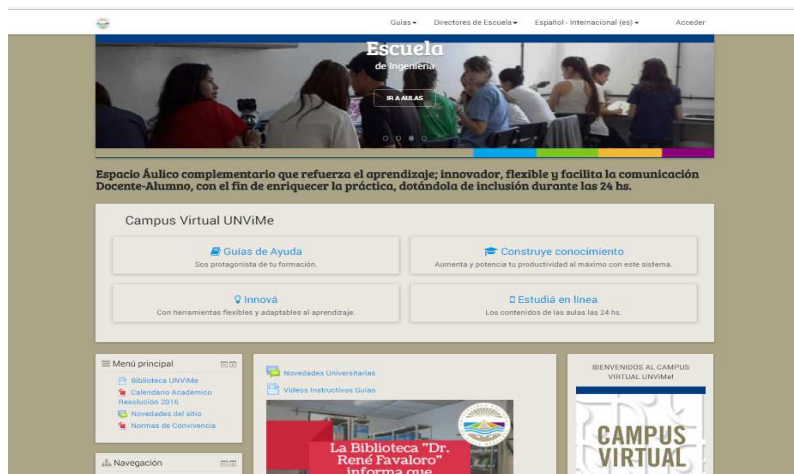 Guías
Directores de Escuela
Español - Internacional (es)
Acceder
Escuela
de Ingeniería
IR A AULAS
Espacio Áulico complementario que refuerza el aprendizaje; innovador, flexible y facilita la comunicación
Docente-Alumno, con el fin de enriquecer la práctica, dotándola de inclusión durante las 24 hs.
Campus Virtual UNViMe
Guías de Ayuda
Sos protagonista de tu formación.
Construye conocimiento
Aumenta y potencia tu productividad al máximo con este sistema.
Innová
Con herramientas flexibles y adaptables al aprendizaje.
Estudiá en línea
Los contenidos de las aulas las 24 hs.
Menú principal
Biblioteca UNViMe
Calendario Académico
Resolución 2016
Novedades del sitio
Normas de Convivencia
Navegación
Novedades Universitarias
Videos Instructivos Guías
La Biblioteca "Dr.
René Favaloro"
informa que
BIENVENIDOS AL CAMPUS
VIRTUAL UNViMe!
CAMPUS
VIRTUAL